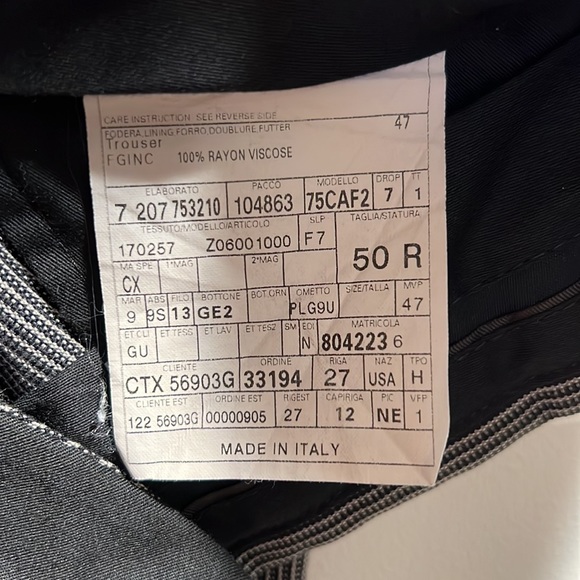 CARE INSTRUCTION SEE REVERSE SIDE
FODERA,LINING,FORRO,DOUBLURE,FUTTER 47
Trouser
FGINC 100% RAYON VISCOSE
ELABORATO PACCO MODELLO DROP TT
7 207 753210 104863 75CAF2 7 1
TESSUTO/MODELLO/ARTICOLO SLP TAGLIA/STATURA
170257 Z06001000 F7 50 R
MA SPE 1*MAG 2*MAG
CX
MAR ABS FILO BOTTONE BOT.ORN OMETTO SIZE/TALLA MVP
9 9S 13 GE2 PLG9U 47
ET CLI ET TESS ET LAV ET TES2 SM EDI MATRICOLA
GU N 804223 6
CLIENTE ORDINE RIGA NAZ TPO
CTX 56903G 33194 27 USA H
CLIENTE EST ORDINE EST RIGEST CAPIRIGA PIC VFP
122 56903G 00000905 27 12 NE 1
MADE IN ITALY